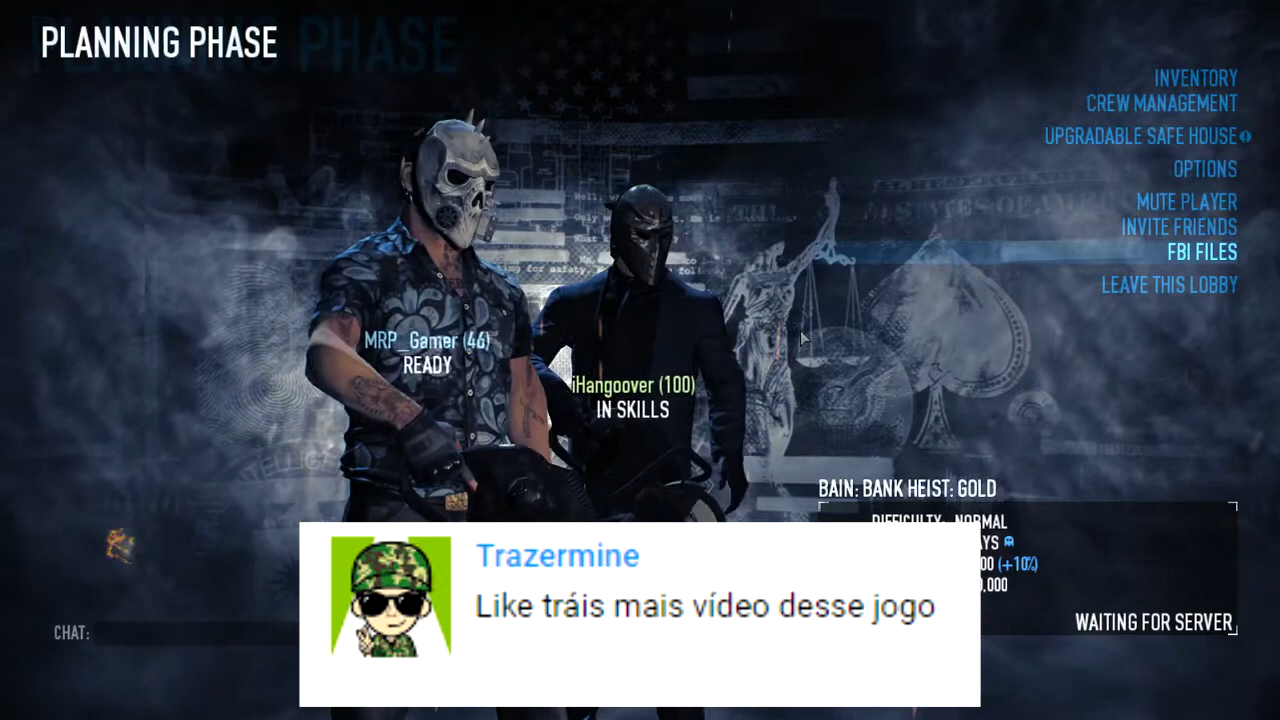 PLANNING PHASE
INVENTORY
CREW MANAGEMENT
UPGRADABLE SAFE HOUSE
OPTIONS
MUTE PLAYER
INVITE FRIENDS
FBI FILES
LEAVE THIS LOBBY
MRP_Gamer (46)
READY
iHangoover (100)
IN SKILLS
BAIN: BANK HEIST: GOLD
DIFFICULTY: NORMAL
(+10%)
WAITING FOR SERVER
CHAT:
Trazermine
Like tráis mais vídeo desse jogo